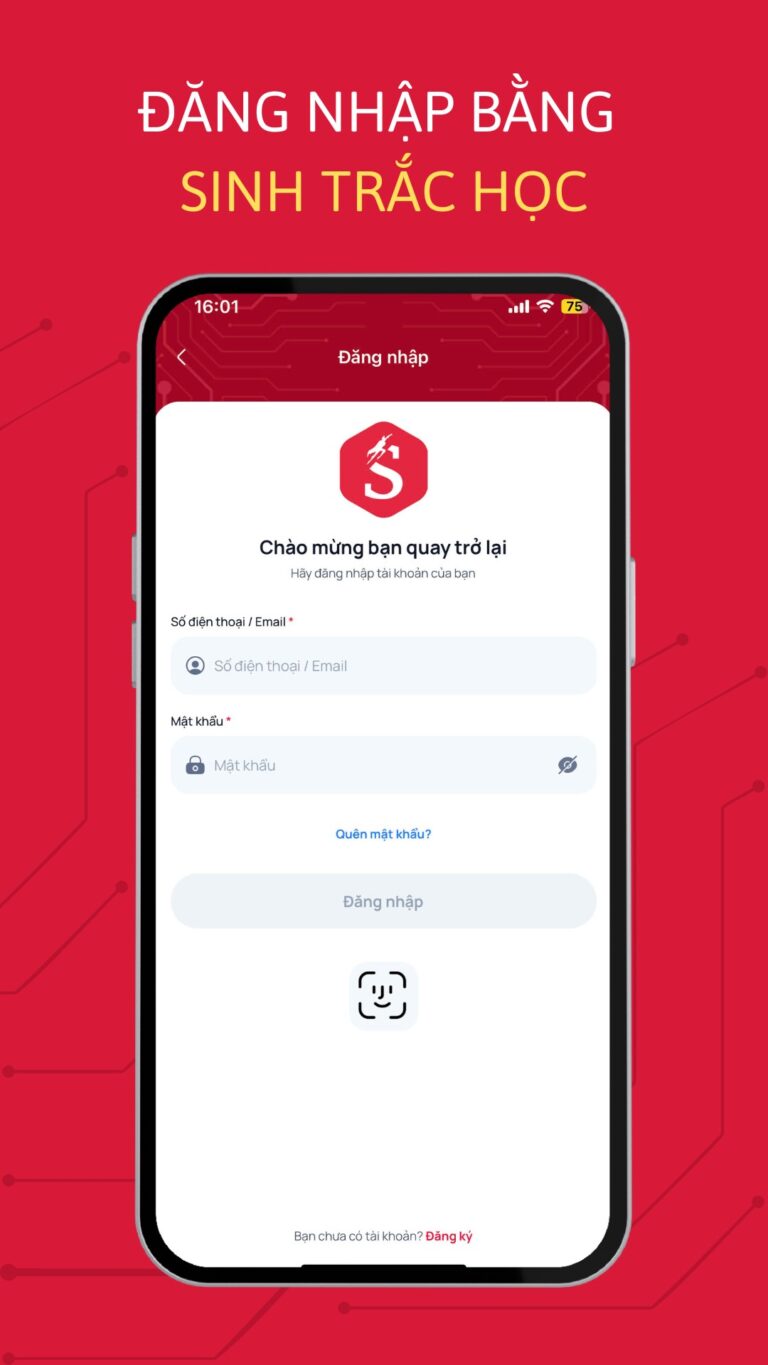 ĐĂNG NHẬP BẰNG
SINH TRẮC HỌC
16:01
75
Đăng nhập
S
Chào mừng bạn quay trở lại
Hãy đăng nhập tài khoản của bạn
Số điện thoại / Email *
Số điện thoại / Email
Mật khẩu *
Mật khẩu
Quên mật khẩu?
Đăng nhập
Bạn chưa có tài khoản? Đăng ký